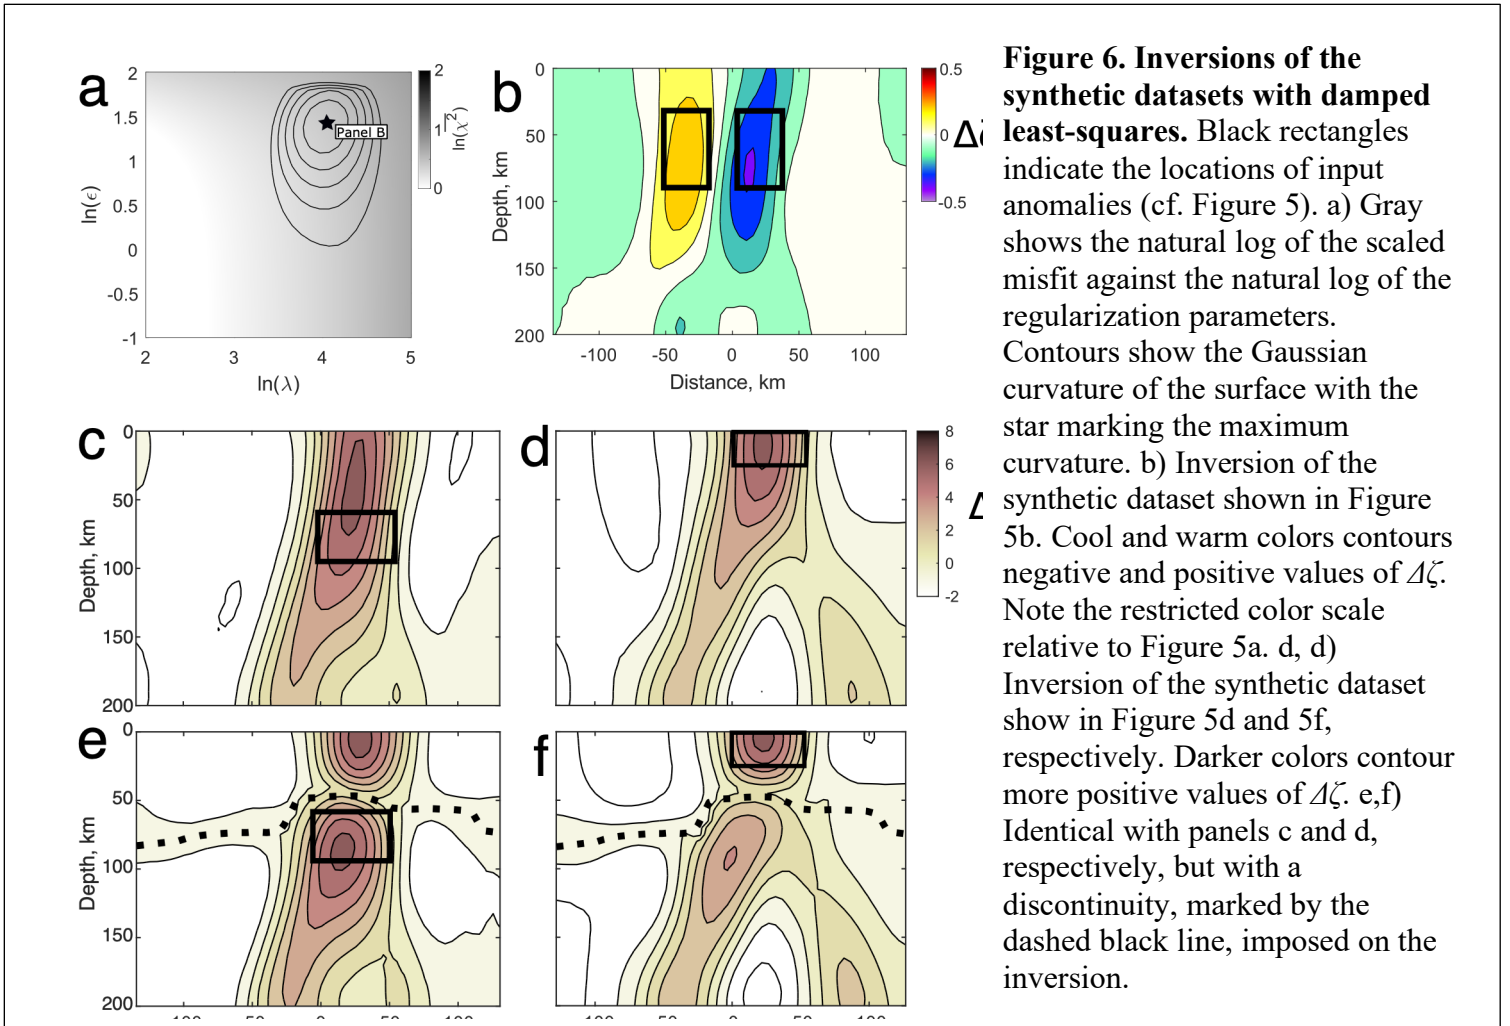 a
2
1.5
1
0.5
0
-0.5
-1
2
3
4
5
ln(ϵ)
ln(λ)
Panel B
2
1
0
ln(χ²)
b
0
50
100
150
200
Depth, km
-100
-50
0
50
100
Distance, km
0.5
0
-0.5
c
0
50
100
150
200
Depth, km
d
8
6
4
2
0
-2
e
0
50
100
150
200
Depth, km
f
Figure 6. Inversions of the
synthetic datasets with damped
least-squares. Black rectangles
indicate the locations of input
anomalies (cf. Figure 5). a) Gray
shows the natural log of the scaled
misfit against the natural log of the
regularization parameters.
Contours show the Gaussian
curvature of the surface with the
star marking the maximum
curvature. b) Inversion of the
synthetic dataset shown in Figure
5b. Cool and warm colors contours
negative and positive values of Δζ.
Note the restricted color scale
relative to Figure 5a. d, d)
Inversion of the synthetic dataset
show in Figure 5d and 5f,
respectively. Darker colors contour
more positive values of Δζ. e,f)
Identical with panels c and d,
respectively, but with a
discontinuity, marked by the
dashed black line, imposed on the
inversion.